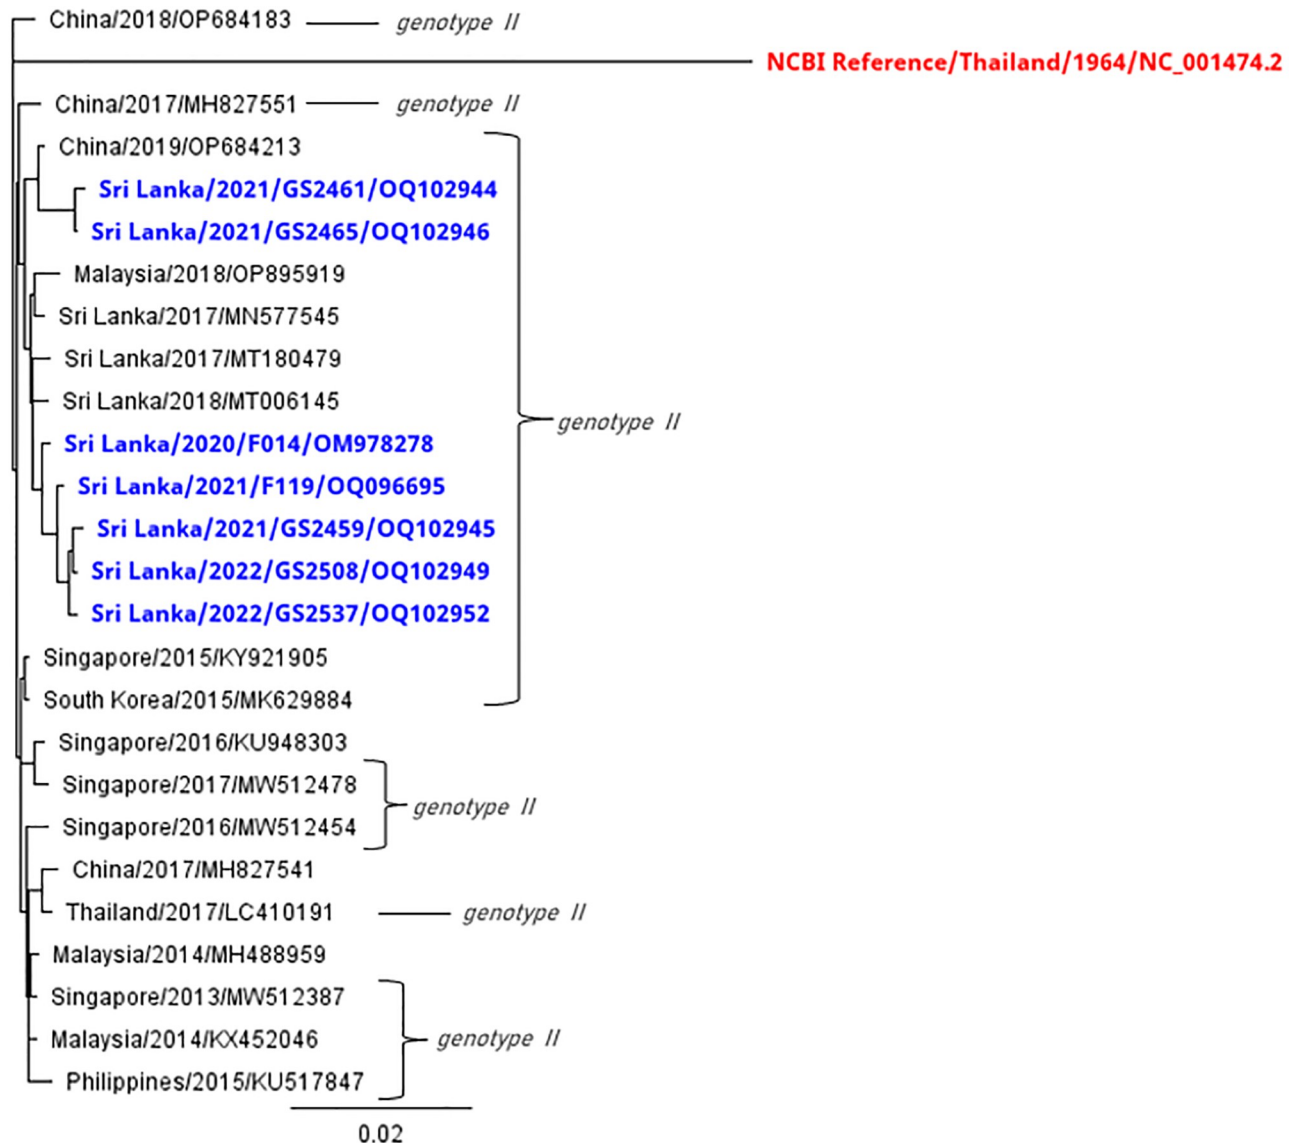 China/2018/OP684183 genotype II
NCBI Reference/Thailand/1964/NC_001474.2
China/2017/MH827551 genotype II
China/2019/OP684213
Sri Lanka/2021/GS2461/OQ102944
Sri Lanka/2021/GS2465/OQ102946
Malaysia/2018/OP895919
Sri Lanka/2017/MN577545
Sri Lanka/2017/MT180479
Sri Lanka/2018/MT006145
genotype II
Sri Lanka/2020/F014/OM978278
Sri Lanka/2021/F119/OQ096695
Sri Lanka/2021/GS2459/OQ102945
Sri Lanka/2022/GS2508/OQ102949
Sri Lanka/2022/GS2537/OQ102952
Singapore/2015/KY921905
South Korea/2015/MK629884
Singapore/2016/KU948303
Singapore/2017/MW512478
genotype II
Singapore/2016/MW512454
China/2017/MH827541
Thailand/2017/LC410191 genotype II
Malaysia/2014/MH488959
Singapore/2013/MW512387
Malaysia/2014/KX452046 genotype II
Philippines/2015/KU517847
0.02